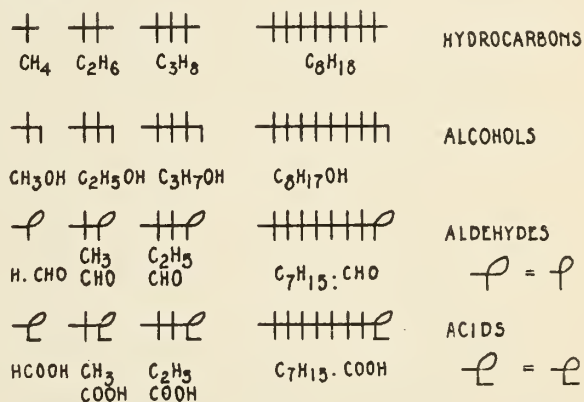 CH₄ C₂H₆ C₃H₈ C₈H₁₈ HYDROCARBONS
ALCOHOLS
CH₃OH C₂H₅OH C₃H₇OH C₈H₁₇OH
ALDEHYDES
H. CHO CH₃ C₂H₅ C₇H₁₅. CHO
CHO CHO
=
ACIDS
HCOOH CH₃ C₂H₅ C₇H₁₅. COOH
COOH COOH
=